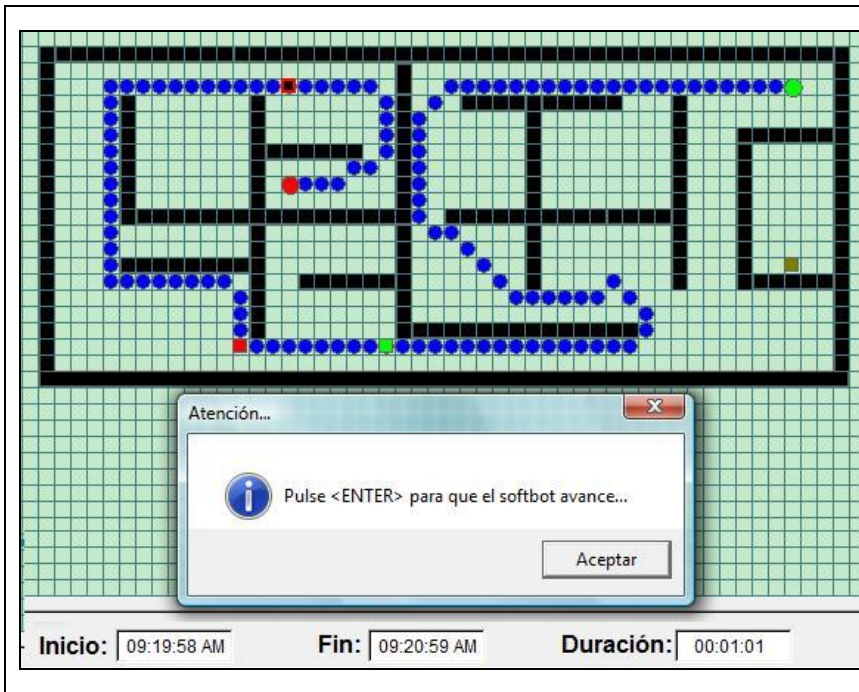 Atención...
Pulse <ENTER> para que el softbot avance...
Aceptar
Inicio: 09:19:58 AM Fin: 09:20:59 AM Duración: 00:01:01